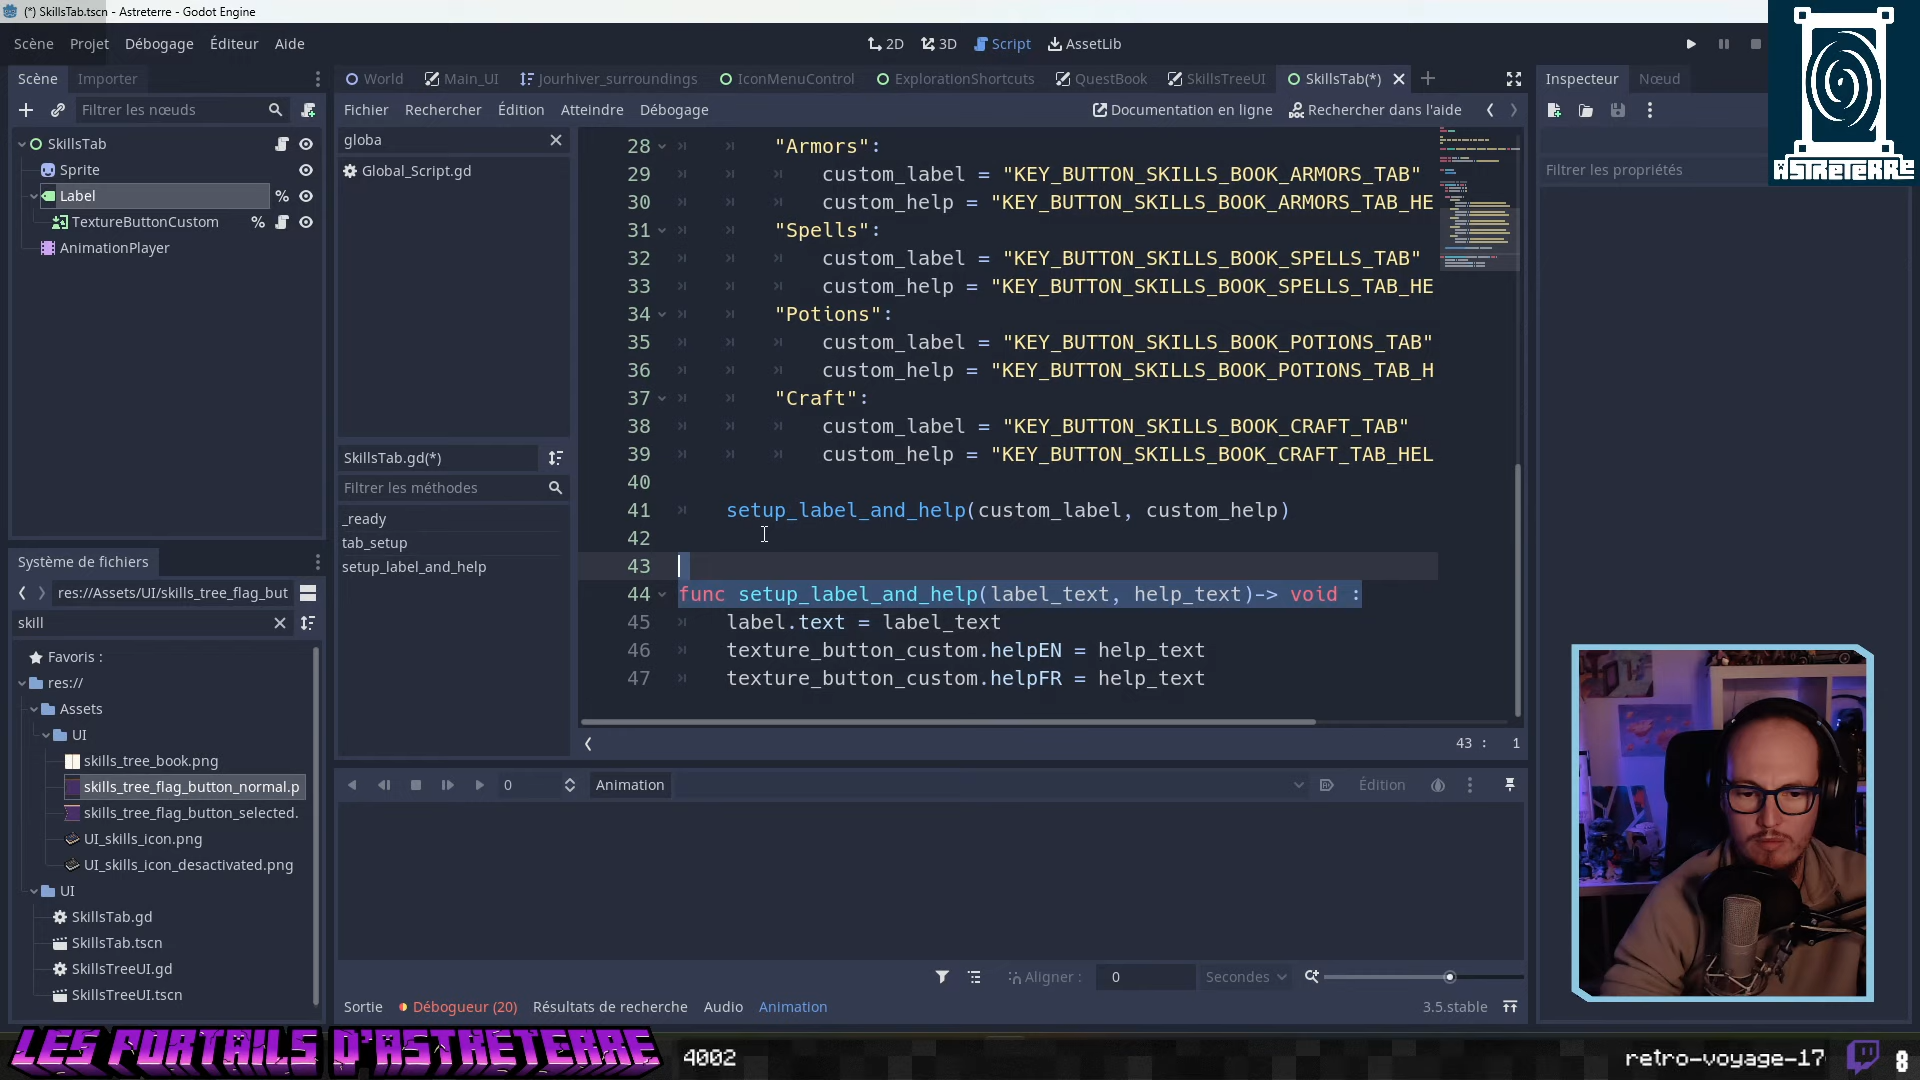 (*) SkillsTab.tscn - Astreterre - Godot Engine
Scène Projet Débogage Éditeur Aide
2D 3D Script AssetLib
Scène Importer
World Main_UI Jourhiver_surroundings IconMenuControl ExplorationShortcuts QuestBook SkillsTreeUI SkillsTab(*)
Inspecteur Nœud
Filtrer les nœuds
Fichier Rechercher Édition Atteindre Débogage
Documentation en ligne Rechercher dans l'aide
ASTRETERRE
SkillsTab
Sprite
Label
TextureButtonCustom
AnimationPlayer
globa
Global_Script.gd
Filtrer les propriétés
28 "Armors":
29 custom_label = "KEY_BUTTON_SKILLS_BOOK_ARMORS_TAB"
30 custom_help = "KEY_BUTTON_SKILLS_BOOK_ARMORS_TAB_HE
31 "Spells":
32 custom_label = "KEY_BUTTON_SKILLS_BOOK_SPELLS_TAB"
33 custom_help = "KEY_BUTTON_SKILLS_BOOK_SPELLS_TAB_HE
34 "Potions":
35 custom_label = "KEY_BUTTON_SKILLS_BOOK_POTIONS_TAB"
36 custom_help = "KEY_BUTTON_SKILLS_BOOK_POTIONS_TAB_H
37 "Craft":
38 custom_label = "KEY_BUTTON_SKILLS_BOOK_CRAFT_TAB"
39 custom_help = "KEY_BUTTON_SKILLS_BOOK_CRAFT_TAB_HEL
40
41 setup_label_and_help(custom_label, custom_help)
42
43
44 func setup_label_and_help(label_text, help_text)-> void :
45 label.text = label_text
46 texture_button_custom.helpEN = help_text
47 texture_button_custom.helpFR = help_text
43 : 1
SkillsTab.gd(*)
Filtrer les méthodes
_ready
tab_setup
setup_label_and_help
Système de fichiers
res://Assets/UI/skills_tree_flag_but
skill
Favoris :
res://
Assets
UI
skills_tree_book.png
skills_tree_flag_button_normal.p
skills_tree_flag_button_selected.
UI_skills_icon.png
UI_skills_icon_desactivated.png
UI
SkillsTab.gd
SkillsTab.tscn
SkillsTreeUI.gd
SkillsTreeUI.tscn
0 Animation Édition
Aligner : 0 Secondes
Sortie Débogueur (20) Résultats de recherche Audio Animation
3.5.stable
LES PORTAILS D'ASTRETERRE
4002
retro-voyage-17
8